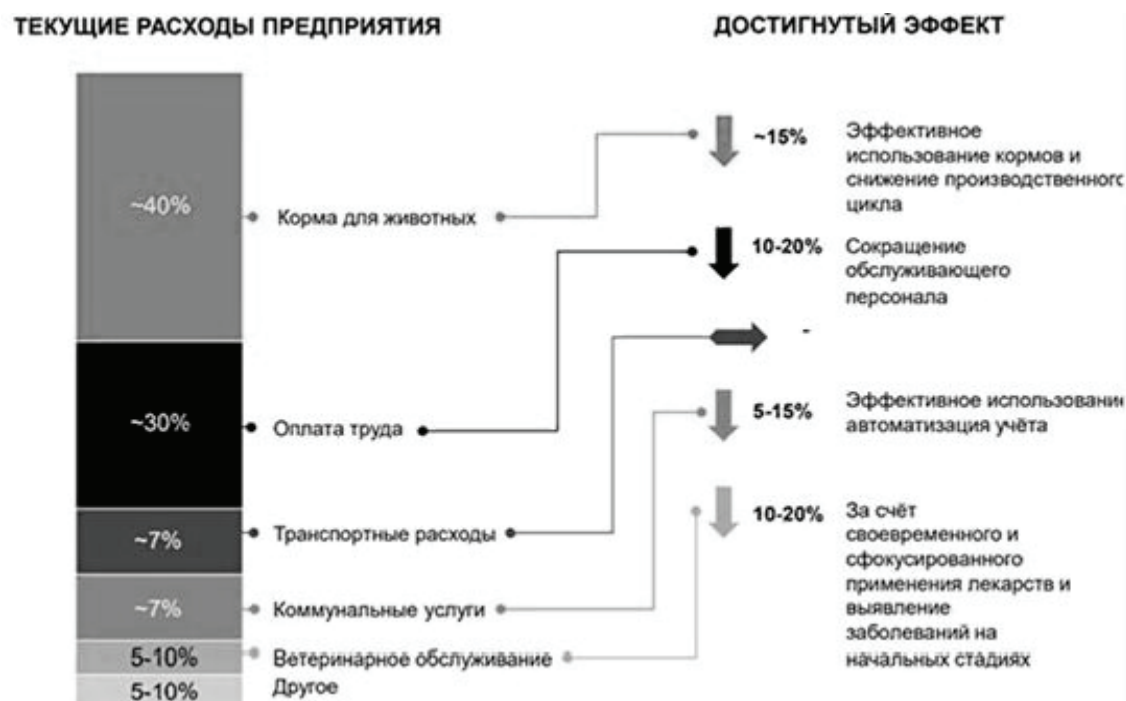 ТЕКУЩИЕ РАСХОДЫ ПРЕДПРИЯТИЯ
ДОСТИГНУТЫЙ ЭФФЕКТ
~40%
Корма для животных
~15%
Эффективное
использование кормов и
снижение производственного
цикла
~30%
Оплата труда
10-20%
Сокращение
обслуживающего
персонала
~7%
Транспортные расходы
-
~7%
Коммунальные услуги
5-15%
Эффективное использование
автоматизация учёта
5-10%
Ветеринарное обслуживание
10-20%
За счёт
своевременного и
сфокусированного
применения лекарств и
выявление
заболеваний на
начальных стадиях
5-10%
Другое